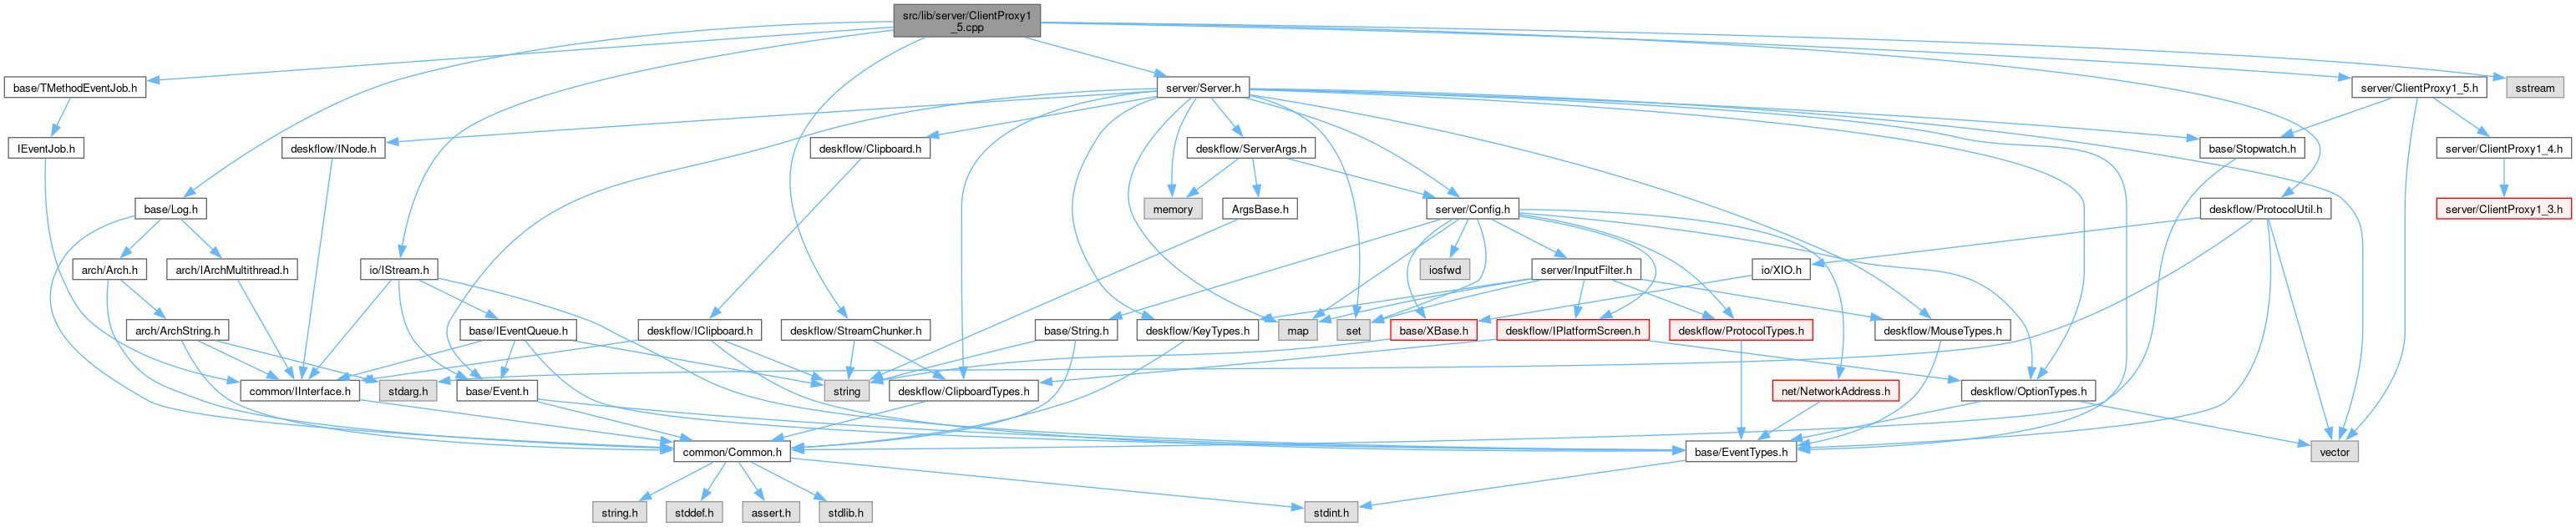 src/lib/server/ClientProxy1
_5.cpp
base/TMethodEventJob.h
server/Server.h
server/ClientProxy1_5.h
sstream
IEventJob.h
deskflow/INode.h
deskflow/Clipboard.h
deskflow/ServerArgs.h
base/Stopwatch.h
server/ClientProxy1_4.h
base/Log.h
memory
ArgsBase.h
server/Config.h
deskflow/ProtocolUtil.h
server/ClientProxy1_3.h
arch/Arch.h
arch/IArchMultithread.h
io/IStream.h
iosfwd
server/InputFilter.h
io/XIO.h
arch/ArchString.h
base/IEventQueue.h
deskflow/IClipboard.h
deskflow/StreamChunker.h
base/String.h
deskflow/KeyTypes.h
map
set
base/XBase.h
deskflow/IPlatformScreen.h
deskflow/ProtocolTypes.h
deskflow/MouseTypes.h
common/IInterface.h
stdarg.h
base/Event.h
string
deskflow/ClipboardTypes.h
net/NetworkAddress.h
deskflow/OptionTypes.h
common/Common.h
base/EventTypes.h
vector
string.h
stddef.h
assert.h
stdlib.h
stdint.h